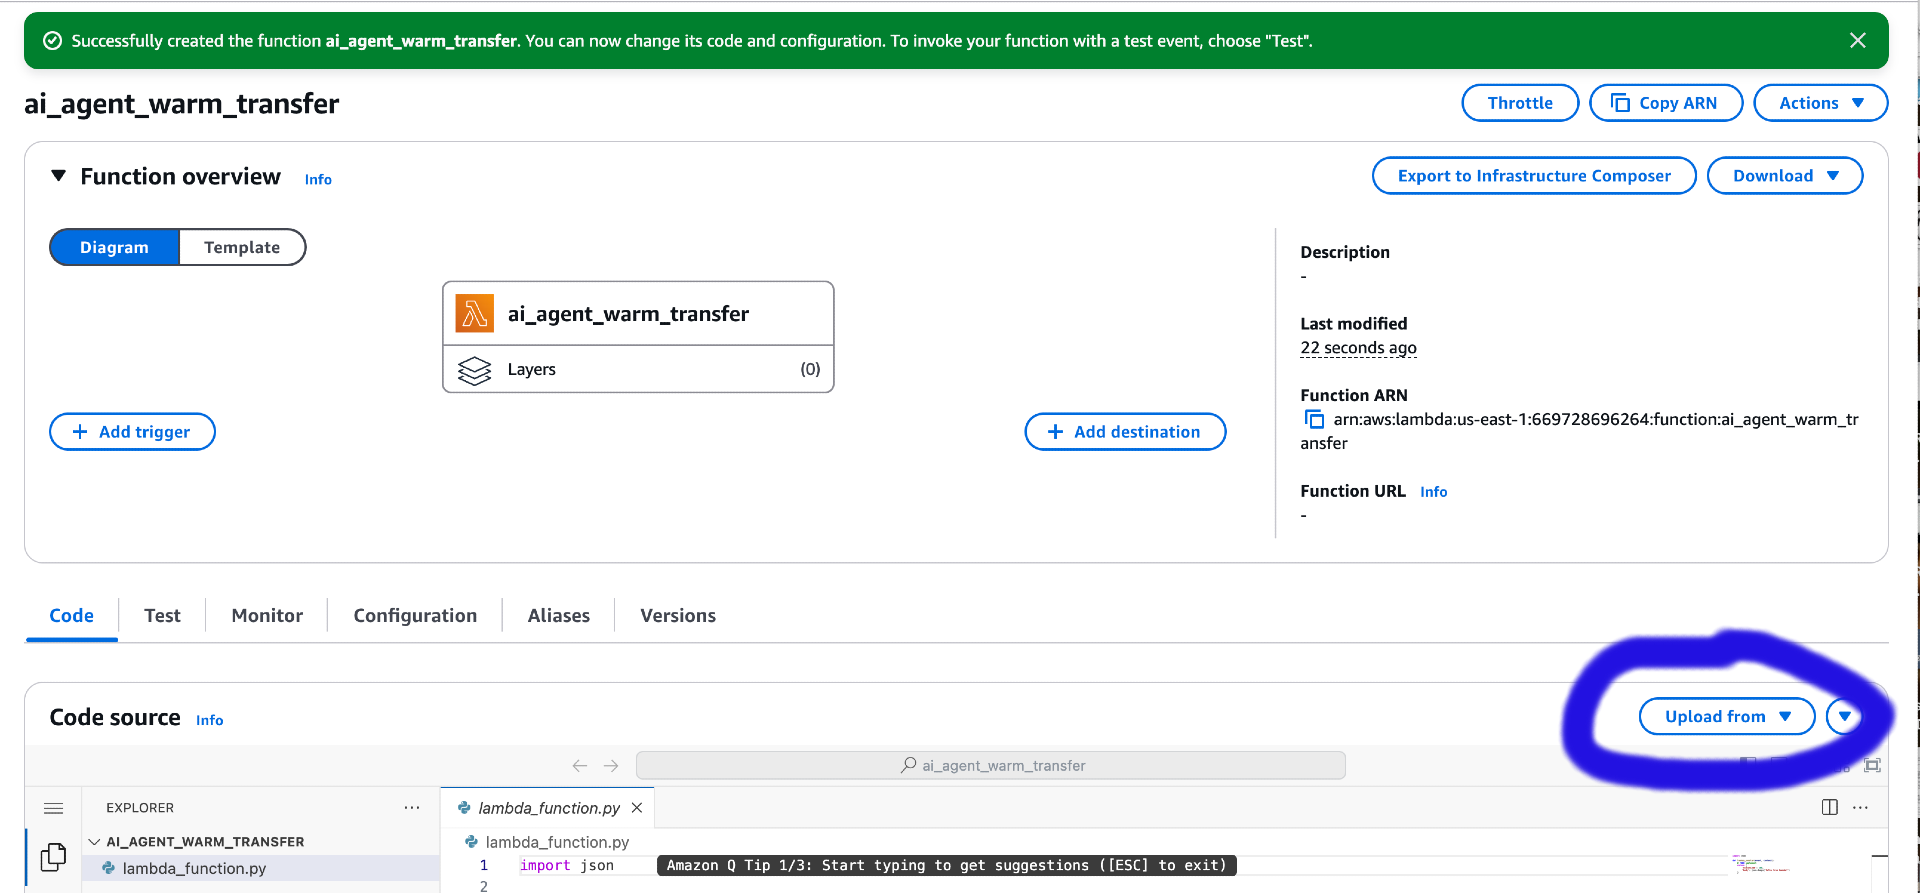 Successfully created the function ai_agent_warm_transfer. You can now change its code and configuration. To invoke your function with a test event, choose "Test".
ai_agent_warm_transfer
Throttle
Copy ARN
Actions
Function overview
Info
Export to Infrastructure Composer
Download
Diagram
Template
ai_agent_warm_transfer
Layers
(0)
+ Add trigger
+ Add destination
Description
-
Last modified
22 seconds ago
Function ARN
arn:aws:lambda:us-east-1:669728696264:function:ai_agent_warm_tr
ansfer
Function URL Info
-
Code
Test
Monitor
Configuration
Aliases
Versions
Code source
Info
Upload from
ai_agent_warm_transfer
EXPLORER
...
lambda_function.py
AI_AGENT_WARM_TRANSFER
lambda_function.py
lambda_function.py
1 import json
Amazon Q Tip 1/3: Start typing to get suggestions ([ESC] to exit)
2